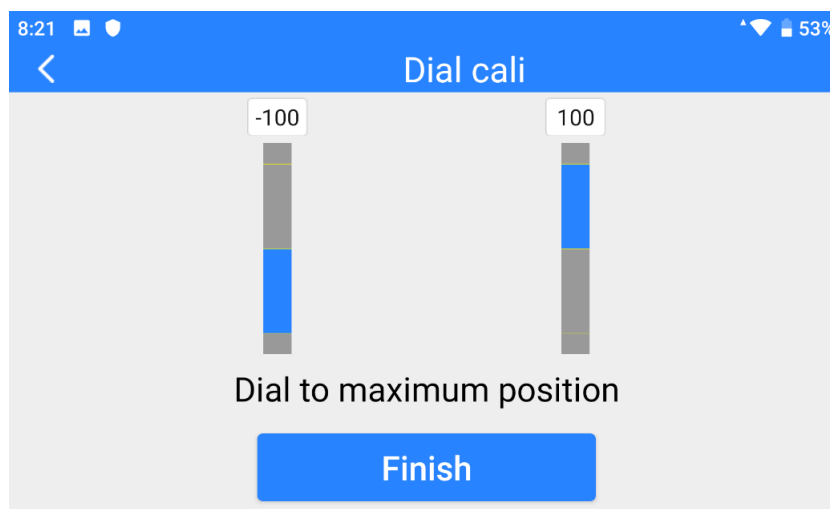 8:21 53%
Dial cali
-100 100
Dial to maximum position
Finish